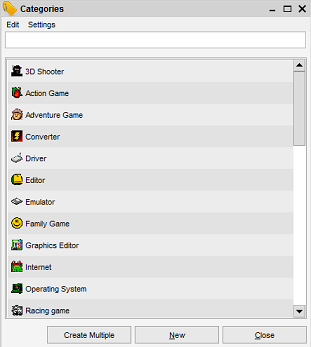 Categories
Edit Settings
3D Shooter
Action Game
Adventure Game
Converter
Driver
Editor
Emulator
Family Game
Graphics Editor
Internet
Operating System
Racing game
Create Multiple New Close